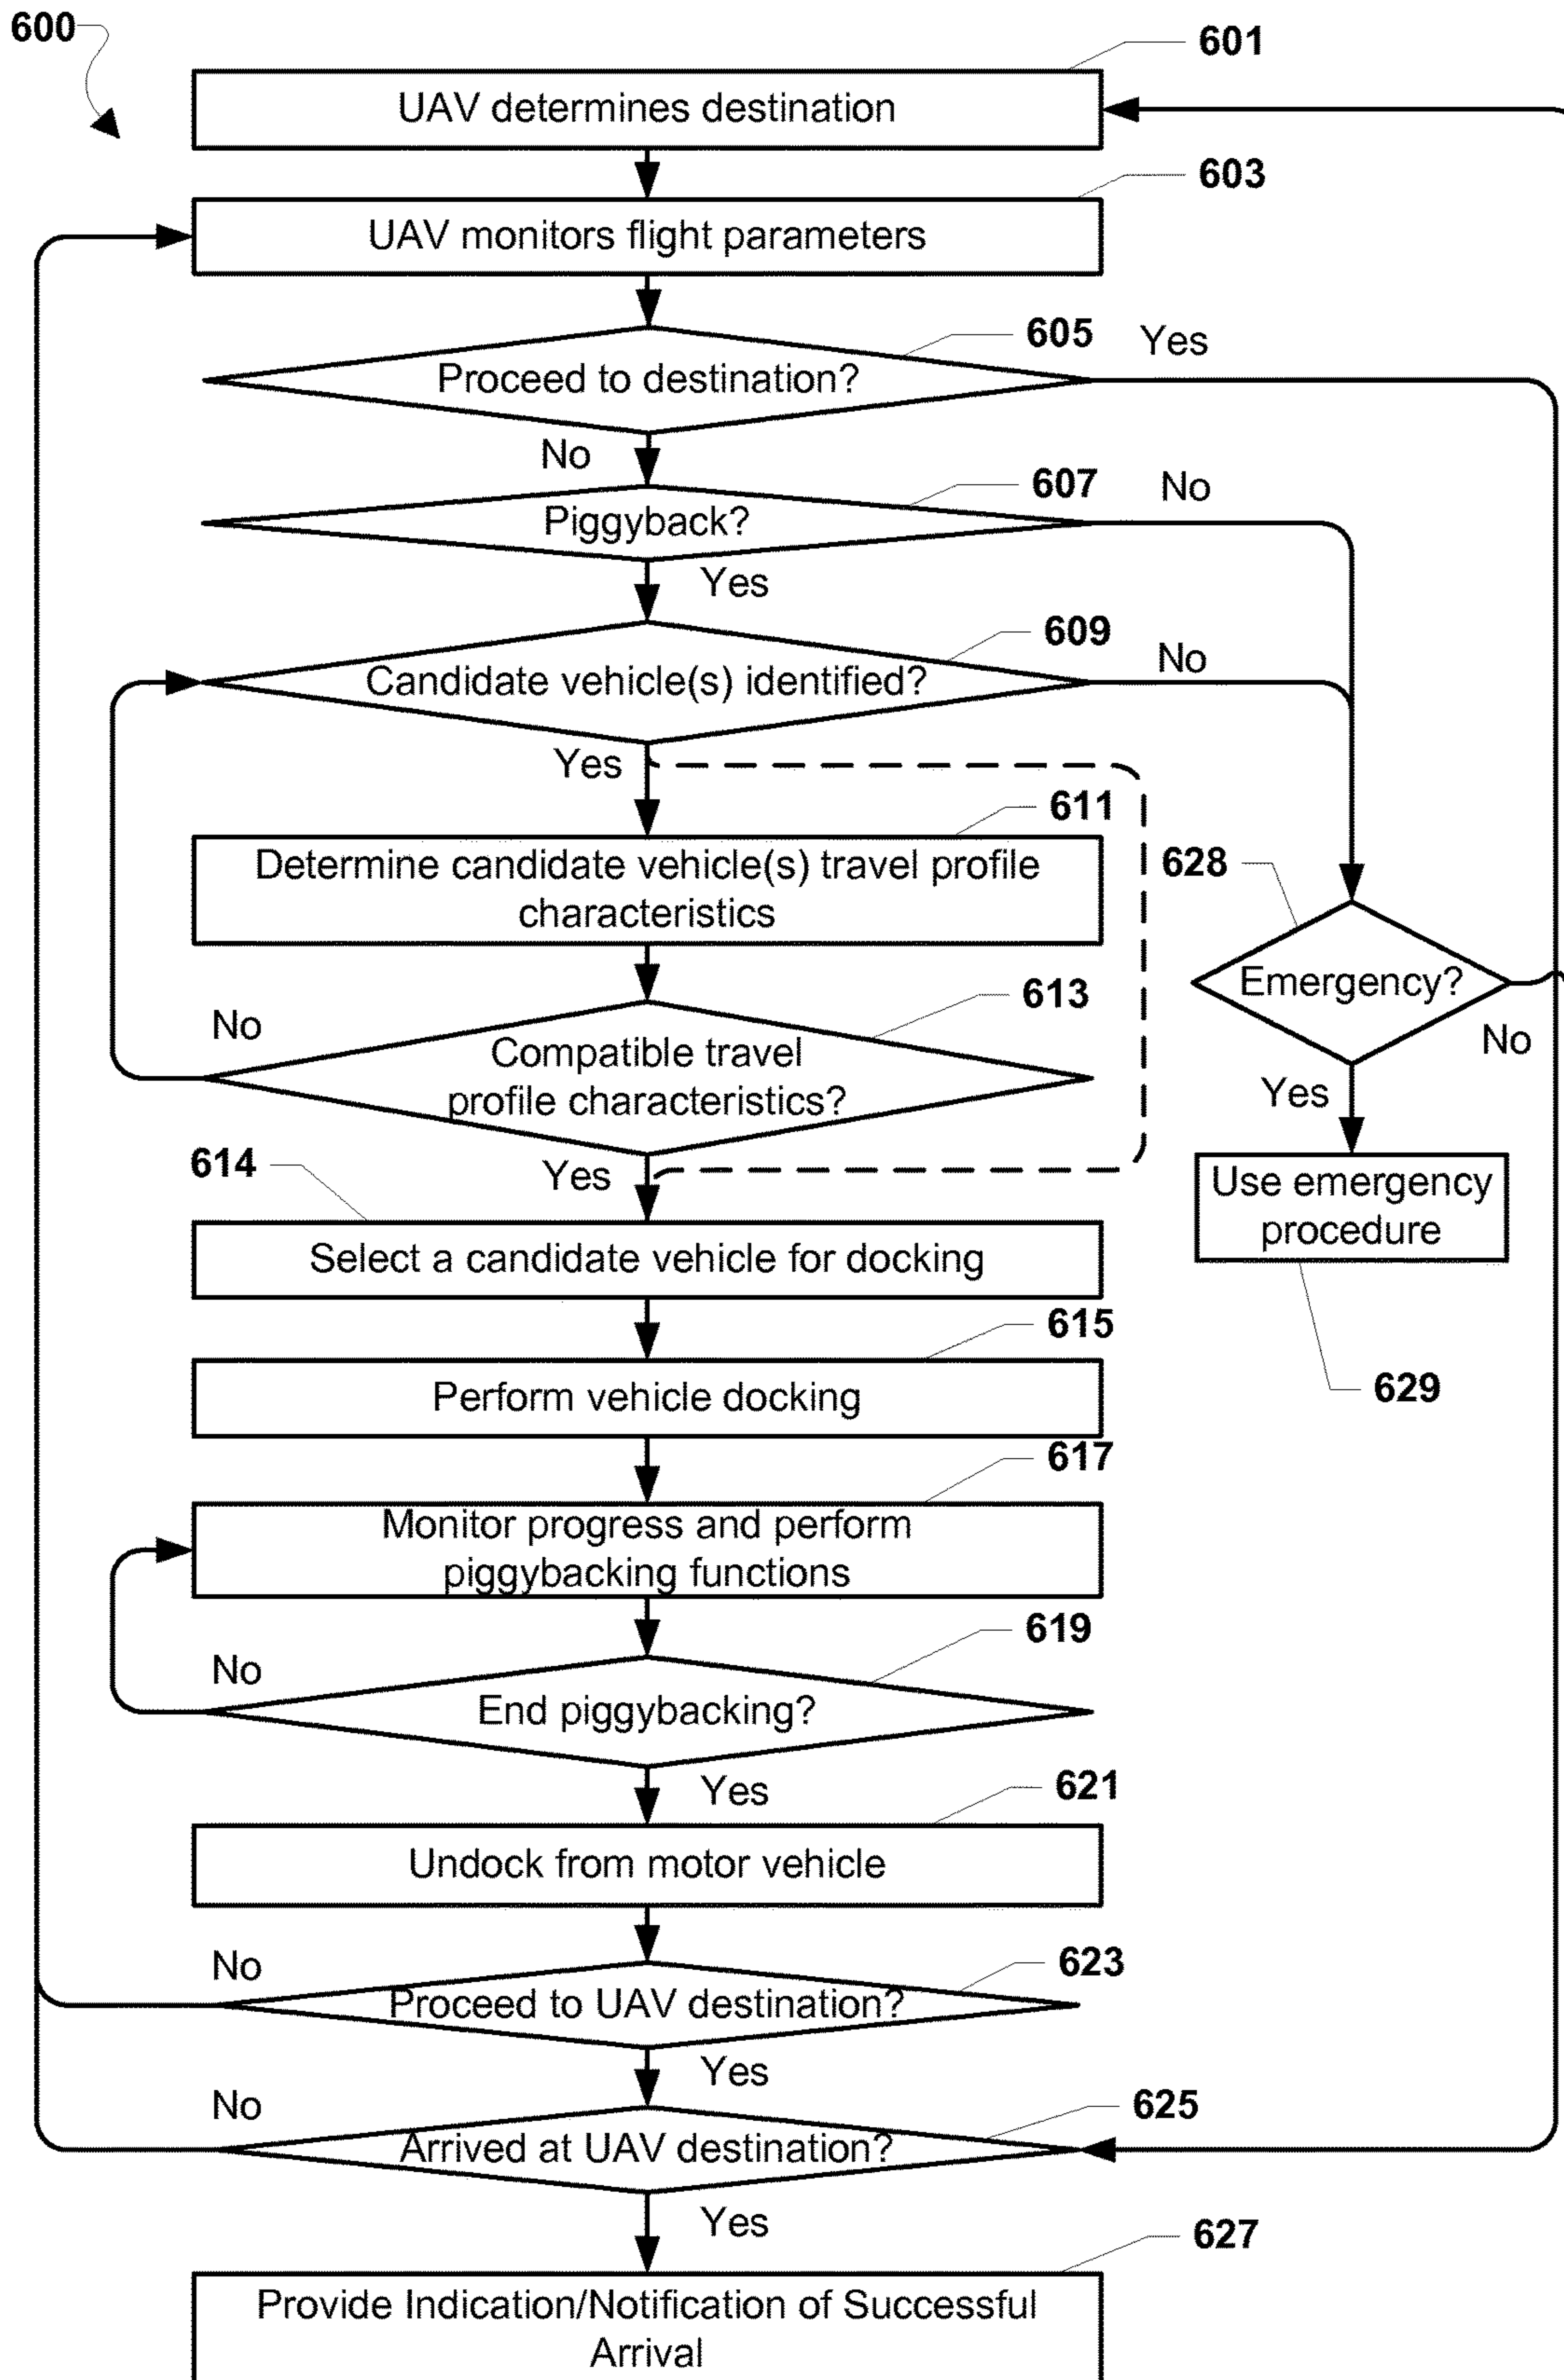 600
601
UAV determines destination
603
UAV monitors flight parameters
605
Yes
Proceed to destination?
No
607
No
Piggyback?
Yes
609
No
Candidate vehicle(s) identified?
Yes
611
Determine candidate vehicle(s) travel profile
characteristics
628
Emergency?
No
613
No
Compatible travel
profile characteristics?
Yes
Use emergency
procedure
629
614
Yes
Select a candidate vehicle for docking
615
Perform vehicle docking
617
Monitor progress and perform
piggybacking functions
619
No
End piggybacking?
Yes
621
Undock from motor vehicle
623
No
Proceed to UAV destination?
Yes
625
No
Arrived at UAV destination?
Yes
627
Provide Indication/Notification of Successful
Arrival